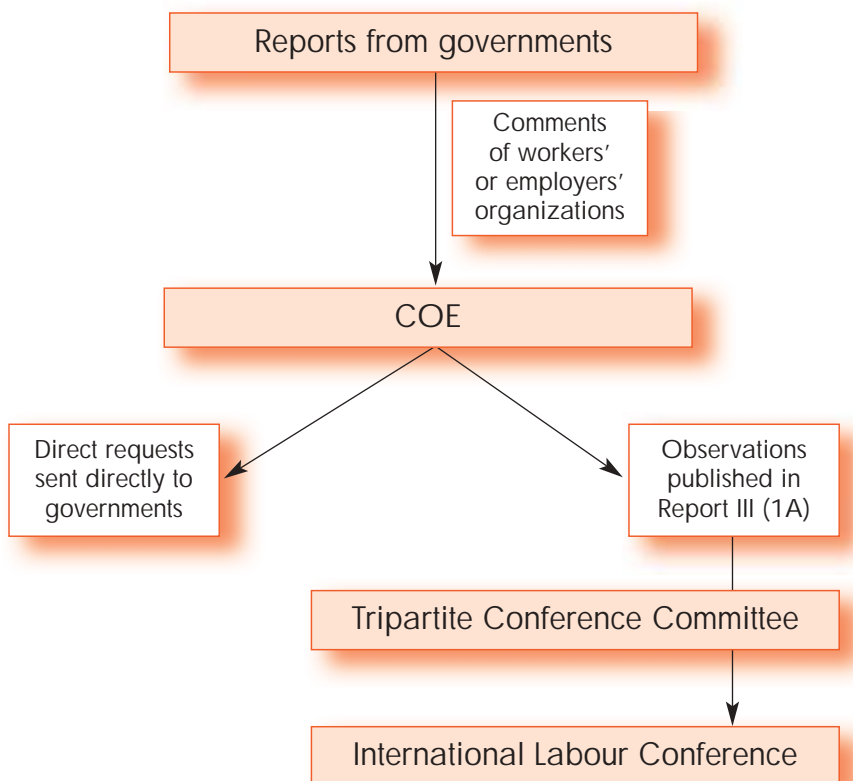 Reports from governments
Comments
of workers’
or employers’
organizations
COE
Direct requests
sent directly to
governments
Observations
published in
Report III (1A)
Tripartite Conference Committee
International Labour Conference